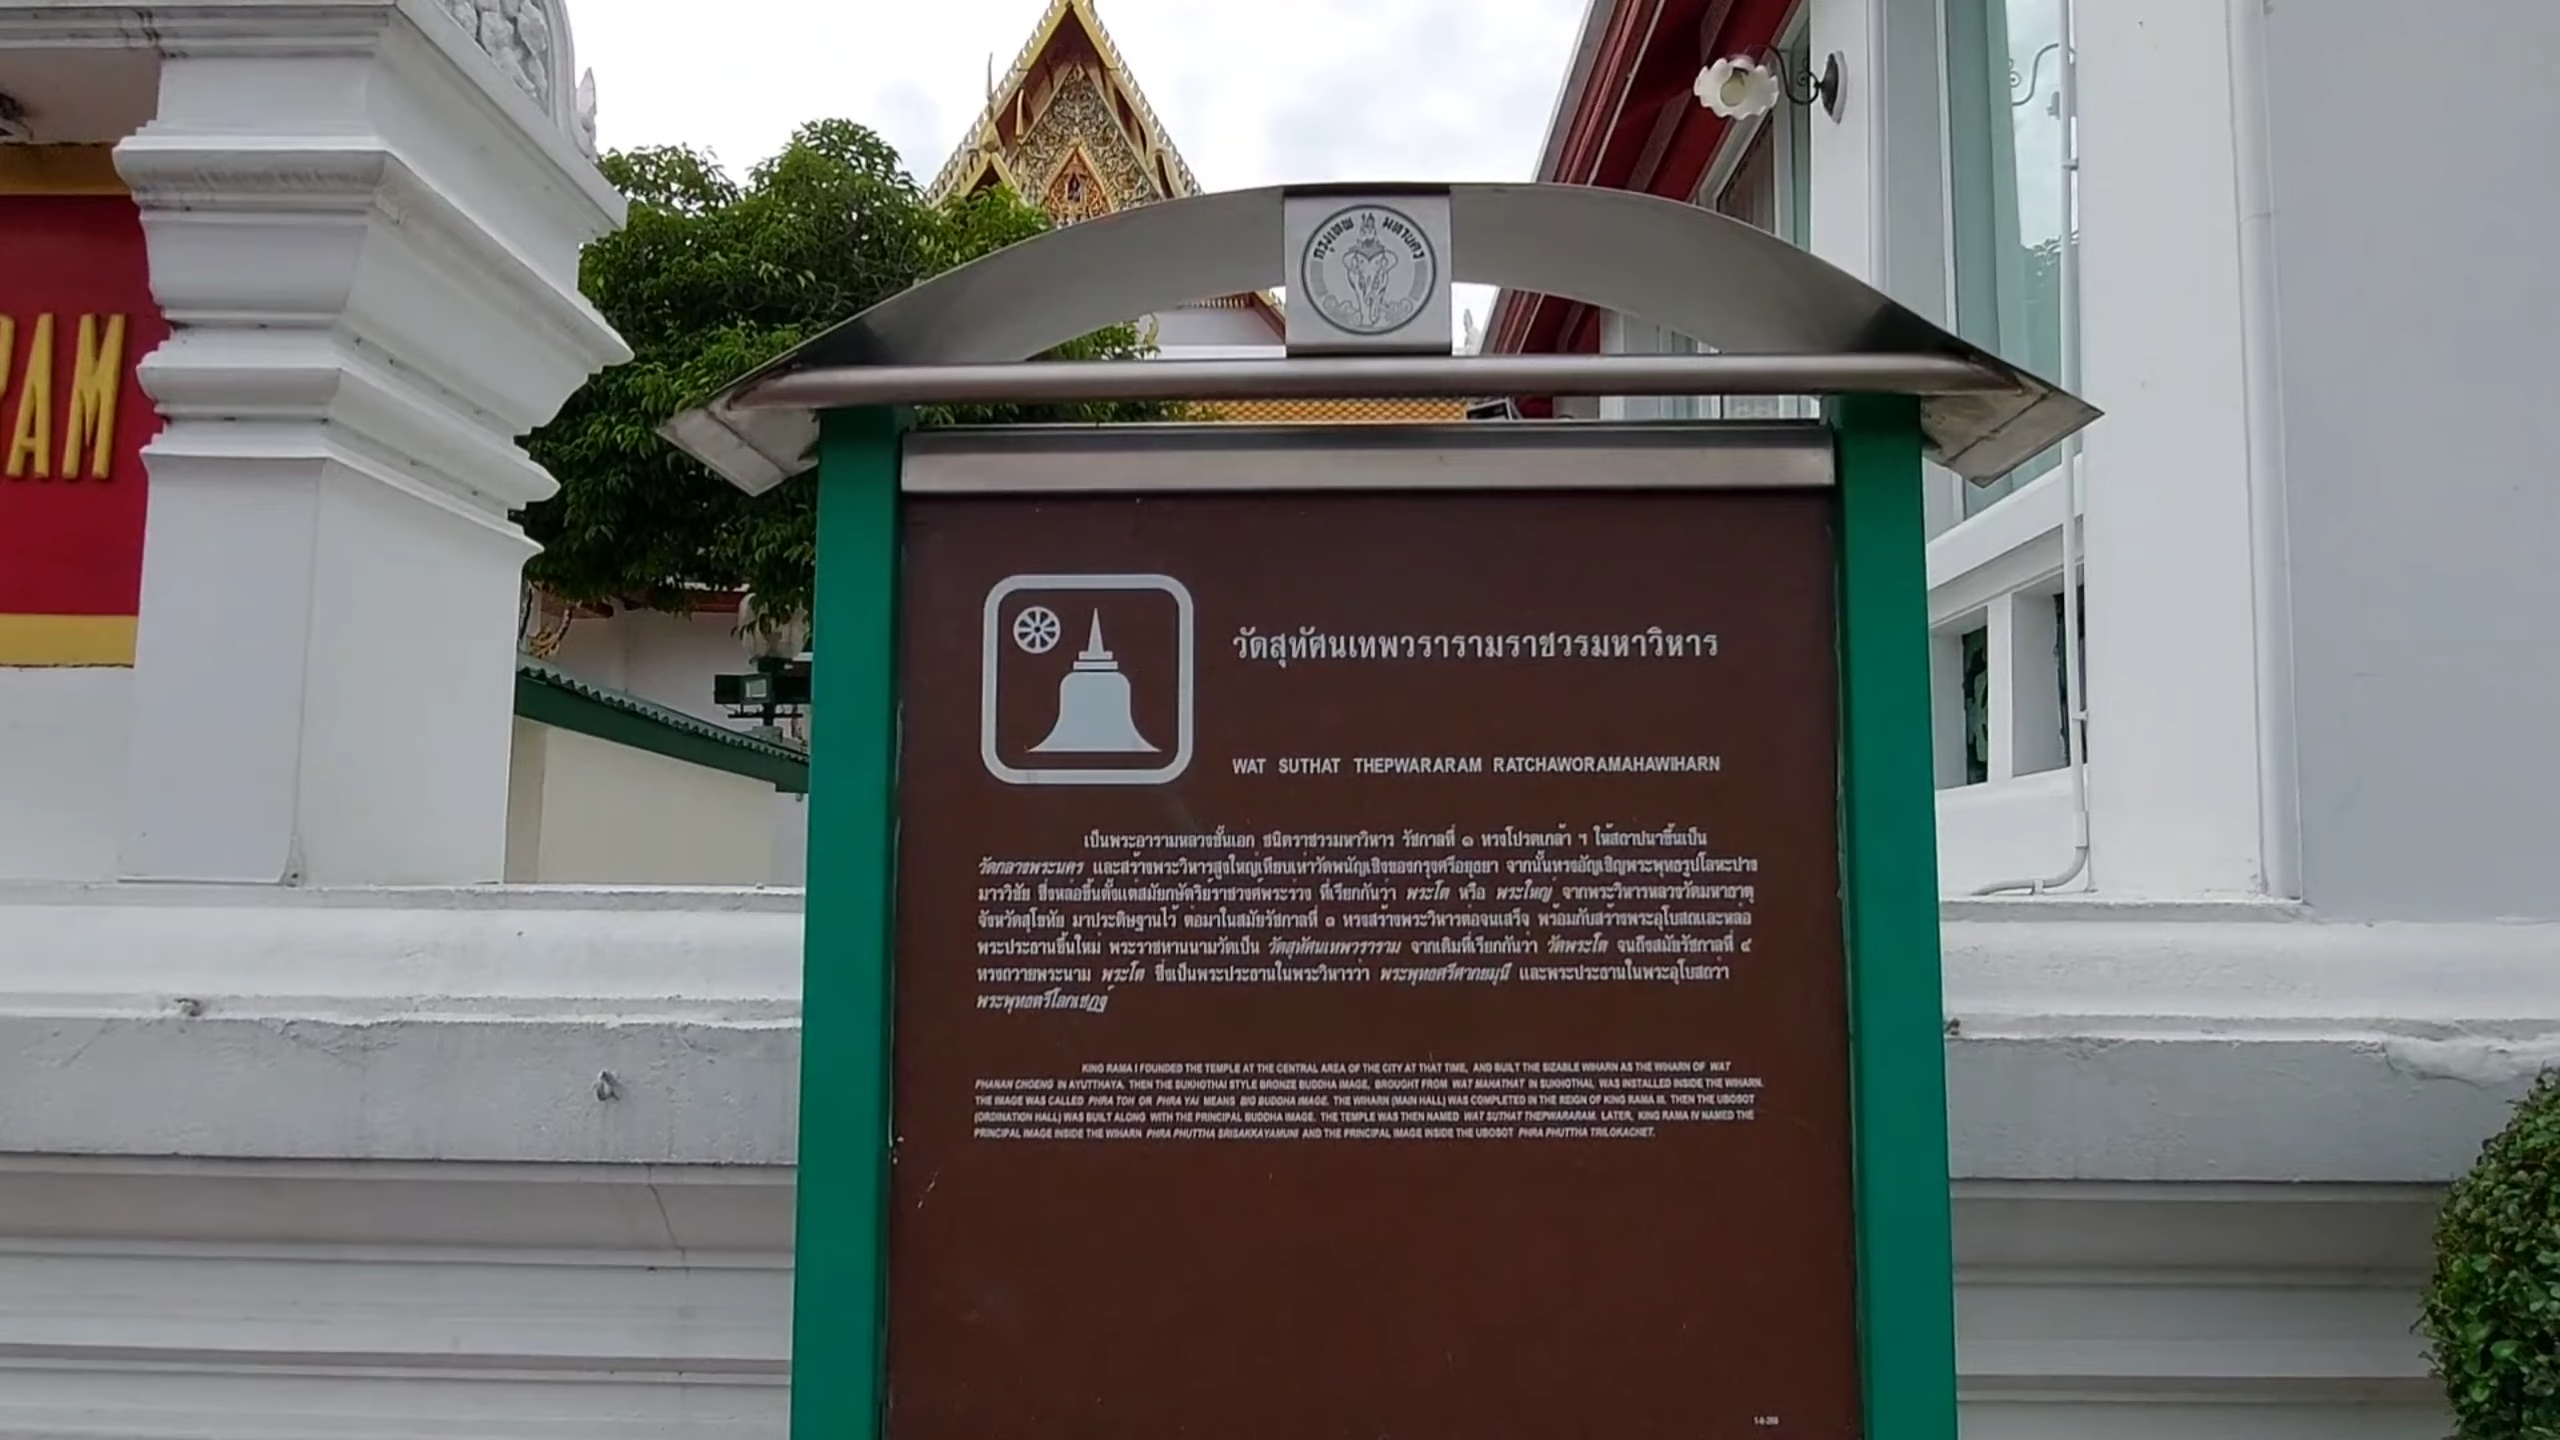 RAM
กรุงเทพ มหานคร
วัดสุทัศนเทพวรารามราชวรมหาวิหาร
WAT SUTHAT THEPWARARAM RATCHAWORAMAHAWIHARN
เป็นพระอารามหลวงชั้นเอก ชนิดราชวรมหาวิหาร รัชกาลที่ ๑ ทรงโปรดเกล้า ฯ ให้สถาปนาขึ้นเป็น
วัดกลางพระนคร และสร้างพระวิหารสูงใหญ่เทียบเท่าวัดพนัญเชิงของกรุงศรีอยุธยา จากนั้นทรงอัญเชิญพระพุทธรูปโลหะปาง
มารวิชัย ซึ่งหล่อขึ้นตั้งแต่สมัยกษัตริย์ราชวงศ์พระร่วง ที่เรียกกันว่า พระโต หรือ พระใหญ่ จากพระวิหารหลวงวัดมหาธาตุ
จังหวัดสุโขทัย มาประดิษฐานไว้ ต่อมาในสมัยรัชกาลที่ ๓ ทรงสร้างพระวิหารต่อจนเสร็จ พร้อมกับสร้างพระอุโบสถและหล่อ
พระประธานขึ้นใหม่ พระราชทานนามวัดเป็น วัดสุทัศนเทพวราราม จากเดิมที่เรียกกันว่า วัดพระโต จนถึงสมัยรัชกาลที่ ๔
ทรงถวายพระนาม พระโต ซึ่งเป็นพระประธานในพระวิหารว่า พระพุทธศรีศากยมุนี และพระประธานในพระอุโบสถว่า
พระพุทธตรีโลกเชฏฐ์
KING RAMA I FOUNDED THE TEMPLE AT THE CENTRAL AREA OF THE CITY AT THAT TIME, AND BUILT THE SIZABLE WIHARN AS THE WIHARN OF WAT
PHANAN CHOENG IN AYUTTHAYA. THEN THE SUKHOTHAI STYLE BRONZE BUDDHA IMAGE, BROUGHT FROM WAT MAHATHAT IN SUKHOTHAI, WAS INSTALLED INSIDE THE WIHARN.
THE IMAGE WAS CALLED PHRA TOH OR PHRA YAI MEANS BIG BUDDHA IMAGE. THE WIHARN (MAIN HALL) WAS COMPLETED IN THE REIGN OF KING RAMA III. THEN THE UBOSOT
(ORDINATION HALL) WAS BUILT ALONG WITH THE PRINCIPAL BUDDHA IMAGE. THE TEMPLE WAS THEN NAMED WAT SUTHAT THEPWARARAM. LATER, KING RAMA IV NAMED THE
PRINCIPAL IMAGE INSIDE THE WIHARN PHRA PHUTTHA SRISAKKAYAMUNI AND THE PRINCIPAL IMAGE INSIDE THE UBOSOT PHRA PHUTTHA TRILOKACHET.